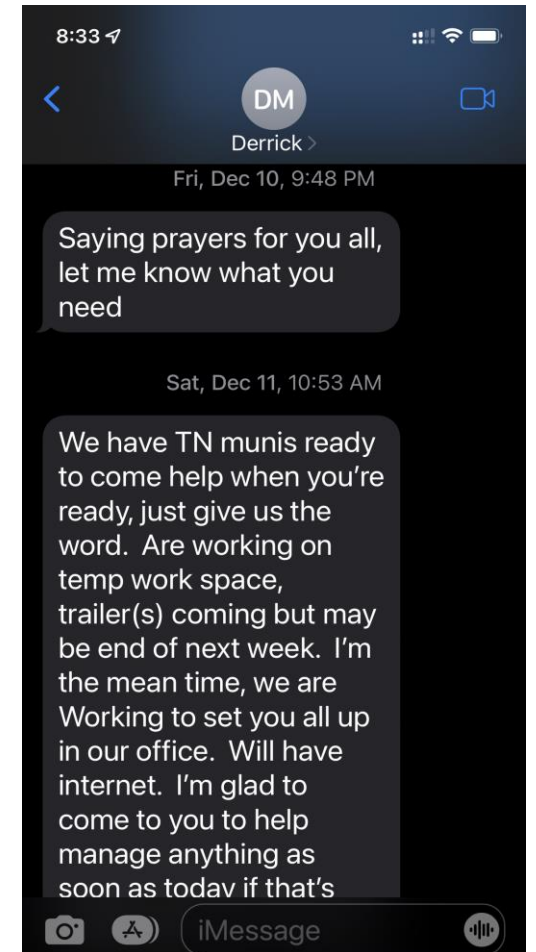 8:33
DM
Derrick
Fri, Dec 10, 9:48 PM
Saying prayers for you all,
let me know what you
need
Sat, Dec 11, 10:53 AM
We have TN munis ready
to come help when you’re
ready, just give us the
word.  Are working on
temp work space,
trailer(s) coming but may
be end of next week.  I’m
the mean time, we are
Working to set you all up
in our office.  Will have
internet.  I’m glad to
come to you to help
manage anything as
soon as today if that’s
iMessage